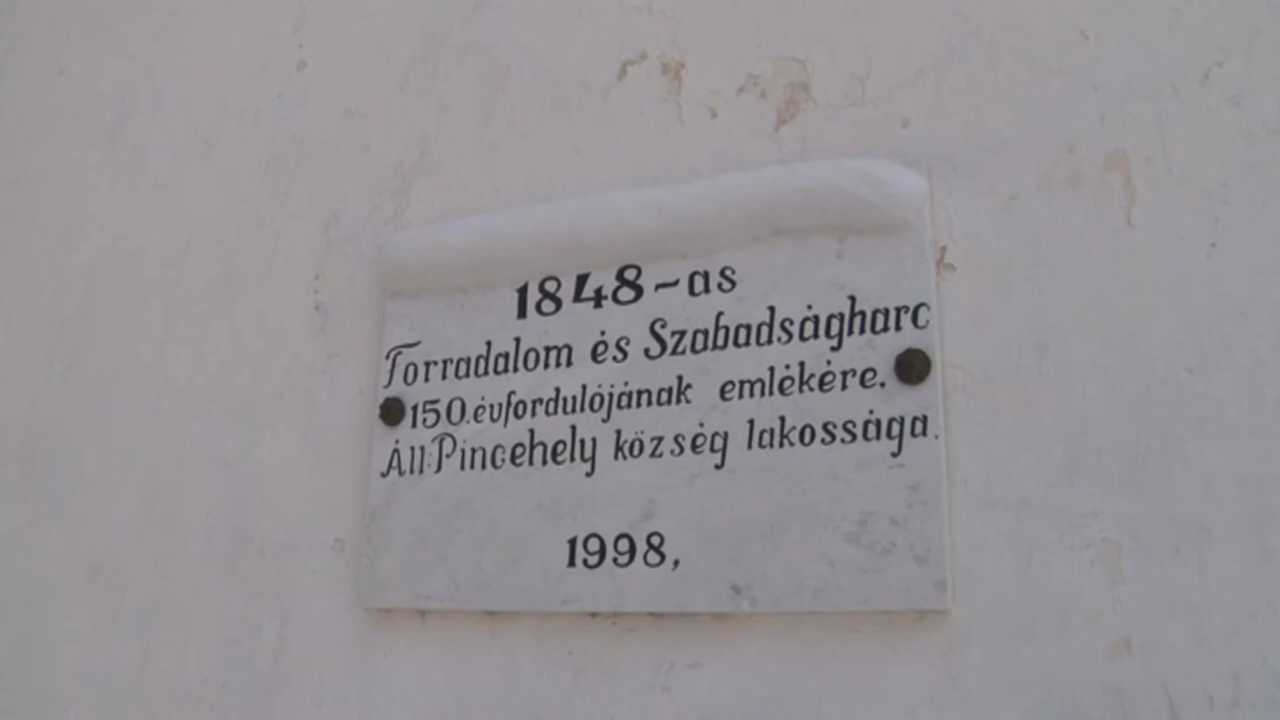 1848-as
Forradalom és Szabadságharc
150.évfordulójának emlékére.
Áll:Pincehely község lakossága.
1998,